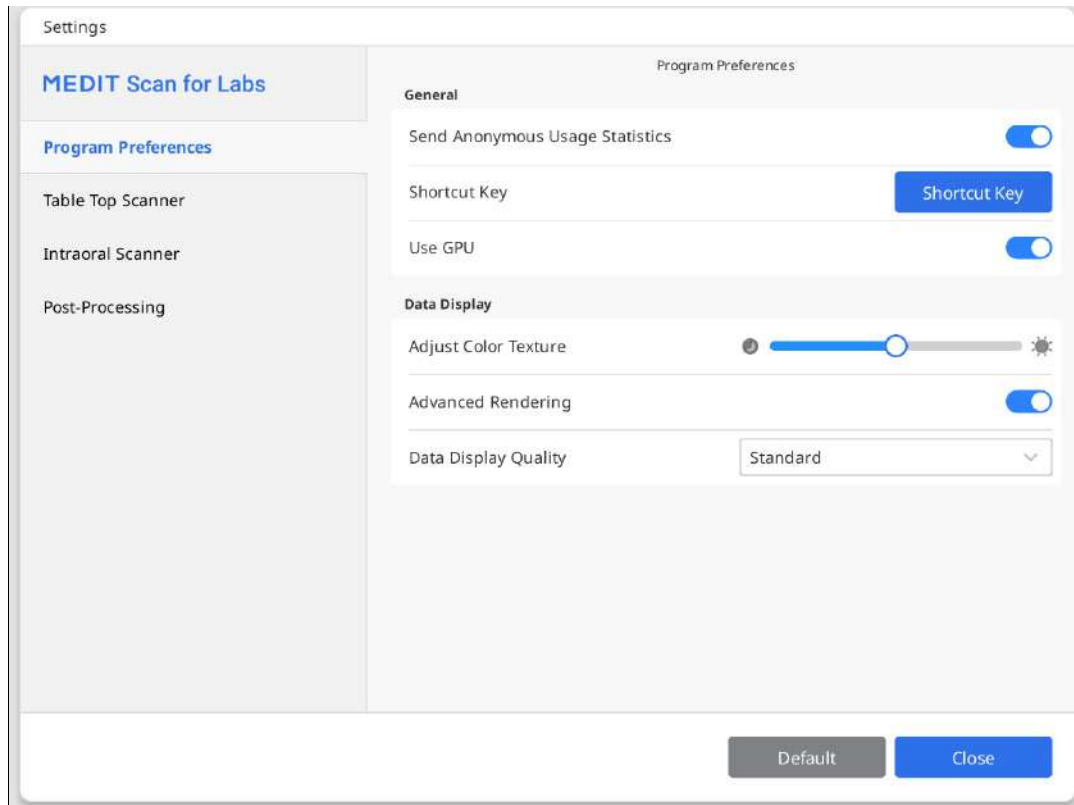 Settings
MEDIT Scan for Labs
Program Preferences
Table Top Scanner
Intraoral Scanner
Post-Processing
Program Preferences
General
Send Anonymous Usage Statistics
Shortcut Key Shortcut Key
Use GPU
Data Display
Adjust Color Texture
Advanced Rendering
Data Display Quality Standard
Default Close